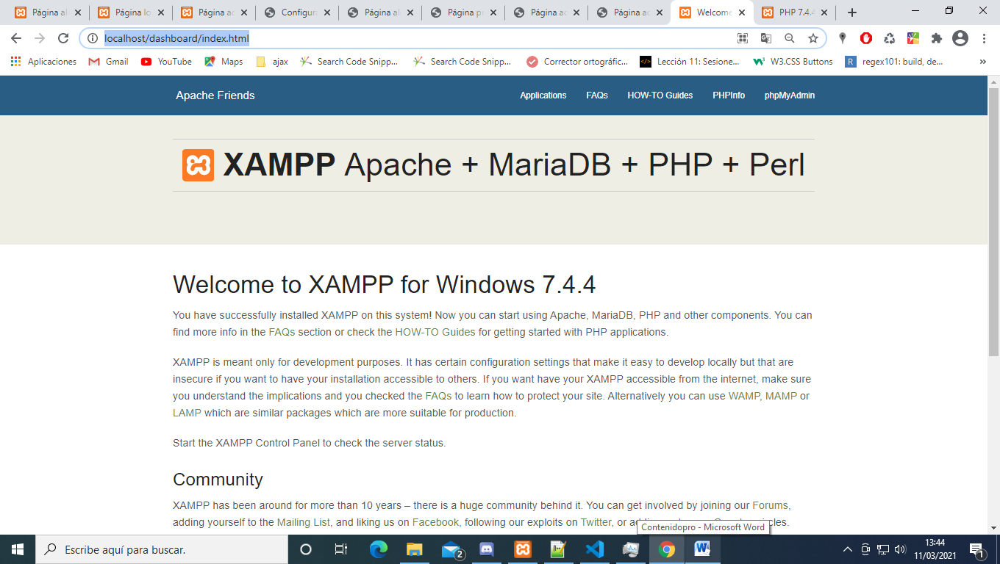 Página al
Página lo
Página ac
Configura
Página al
Página p
Página ac
Página ac
Welcome
PHP 7.4.4
localhost/dashboard/index.html
Aplicaciones
Gmail
YouTube
Maps
ajax
Search Code Snipp...
Search Code Snipp...
Corrector ortográfic...
Lección 11: Sesione...
W3.CSS Buttons
R
regex101: build, de...
»
Apache Friends
Applications
FAQs
HOW-TO Guides
PHPInfo
phpMyAdmin
XAMPP Apache + MariaDB + PHP + Perl
Welcome to XAMPP for Windows 7.4.4
You have successfully installed XAMPP on this system! Now you can start using Apache, MariaDB, PHP and other components. You can
find more info in the FAQs section or check the HOW-TO Guides for getting started with PHP applications.
XAMPP is meant only for development purposes. It has certain configuration settings that make it easy to develop locally but that are
insecure if you want to have your installation accessible to others. If you want have your XAMPP accessible from the internet, make sure
you understand the implications and you checked the FAQs to learn how to protect your site. Alternatively you can use WAMP, MAMP or
LAMP which are similar packages which are more suitable for production.
Start the XAMPP Control Panel to check the server status.
Community
XAMPP has been around for more than 10 years – there is a huge community behind it. You can get involved by joining our Forums,
adding yourself to the Mailing List, and liking us on Facebook, following our exploits on Twitter, or
Contenidopro - Microsoft Word
Escribe aquí para buscar.
2
13:44
11/03/2021
1